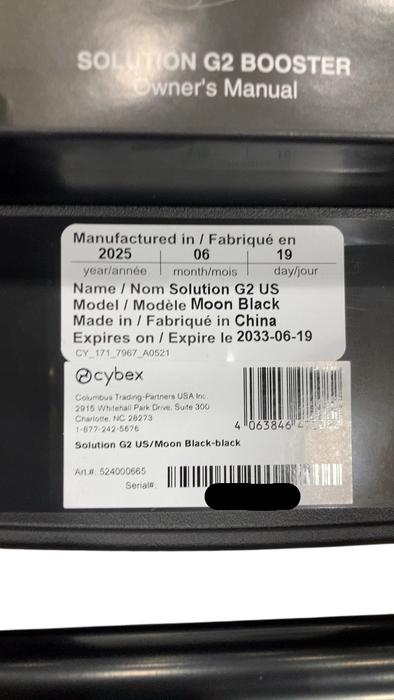 SOLUTION G2 BOOSTER
Owner's Manual
Manufactured in / Fabriqué en
2025 | 06 | 19
year/année | month/mois | day/jour
Name / Nom Solution G2 US
Model / Modèle Moon Black
Made in / Fabriqué in China
Expires on / Expire le 2033-06-19
CY_171_7967_A0521
cybex
Columbus Trading-Partners USA Inc.
2915 Whitehall Park Drive, Suite 300
Charlotte, NC 28273
1-877-242-5676
4 063846
Solution G2 US/Moon Black-black
Art.#: 524000665
Serial#: